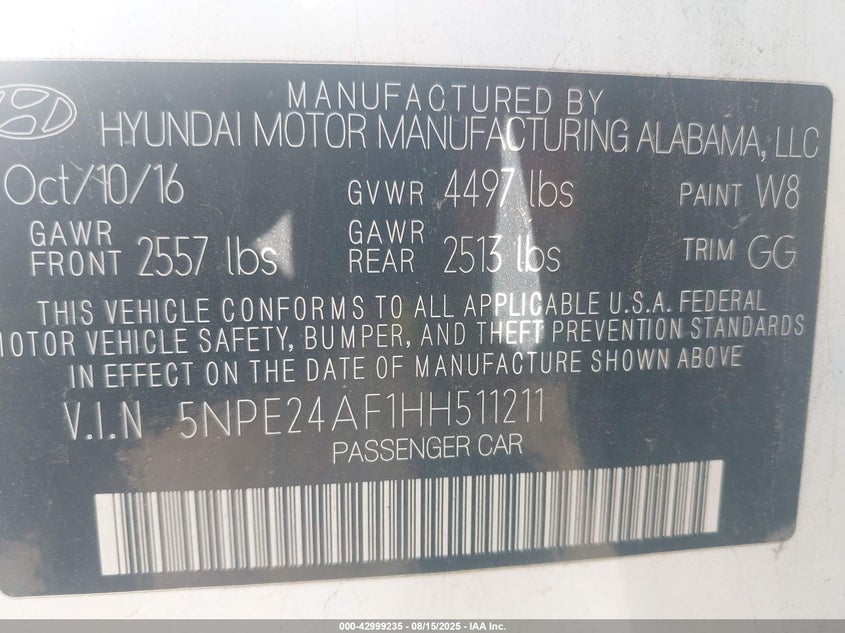 MANUFACTURED BY
HYUNDAI MOTOR MANUFACTURING ALABAMA, LLC
Oct/10/16 GVWR 4497 lbs PAINT W8
GAWR FRONT 2557 lbs GAWR REAR 2513 lbs TRIM GG
THIS VEHICLE CONFORMS TO ALL APPLICABLE U.S.A. FEDERAL
MOTOR VEHICLE SAFETY, BUMPER, AND THEFT PREVENTION STANDARDS
IN EFFECT ON THE DATE OF MANUFACTURE SHOWN ABOVE
V.I.N 5NPE24AF1HH511211
PASSENGER CAR
000-42999235 - 08/15/2025 - IAA Inc.